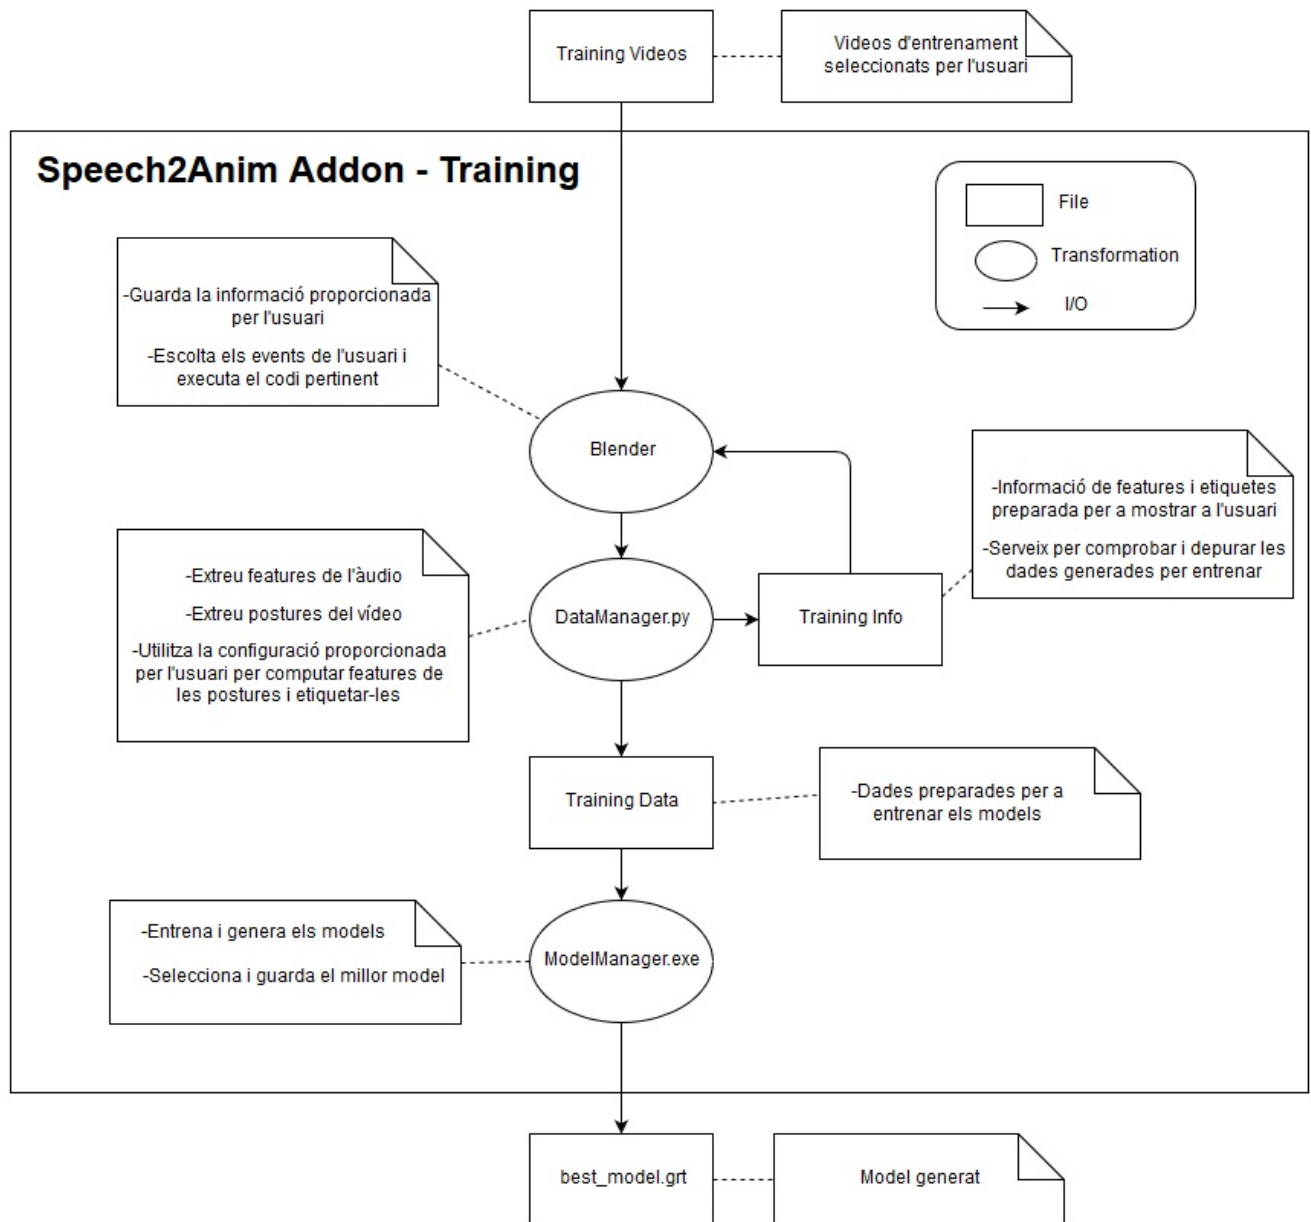 Training Videos
Videos d'entrenament
seleccionats per l'usuari
Speech2Anim Addon - Training
File
Transformation
I/O
-Guarda la informació proporcionada
per l'usuari
-Escolta els events de l'usuari i
executa el codi pertinent
Blender
-Informació de features i etiquetes
preparada per a mostrar a l'usuari
-Serveix per comprobar i depurar les
dades generades per entrenar
-Extreu features de l'àudio
-Extreu postures del vídeo
-Utilitza la configuració proporcionada
per l'usuari per computar features de
les postures i etiquetar-les
DataManager.py
Training Info
Training Data
-Dades preparades per a
entrenar els models
-Entrena i genera els models
-Selecciona i guarda el millor model
ModelManager.exe
best_model.grt
Model generat